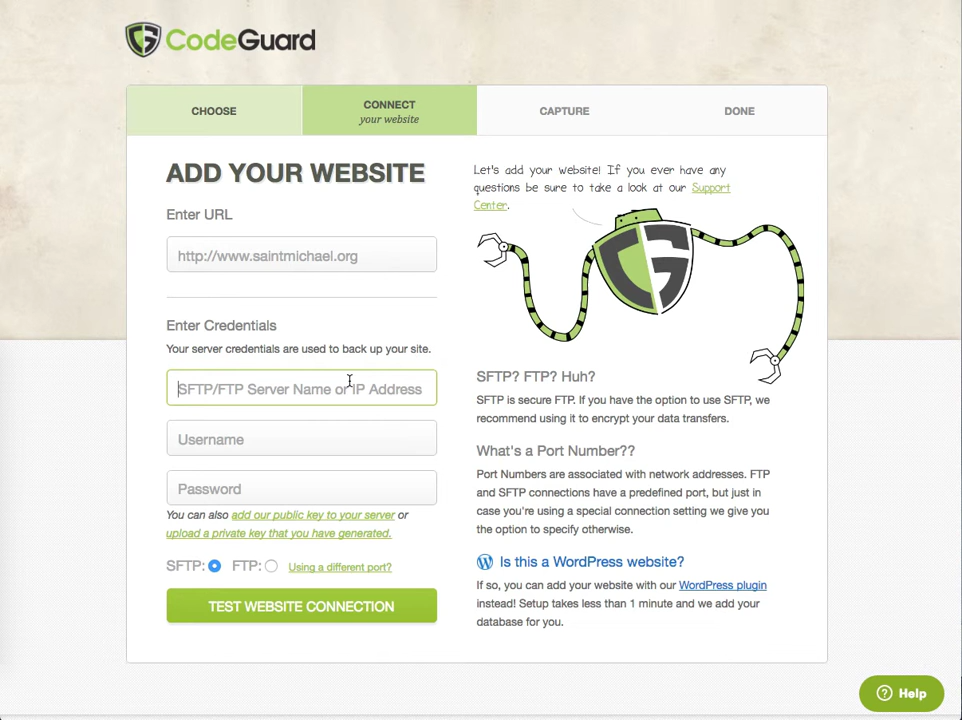 CodeGuard
CHOOSE
CONNECT
your website
CAPTURE
DONE
ADD YOUR WEBSITE
Enter URL
http://www.saintmichael.org
Enter Credentials
Your server credentials are used to back up your site.
SFTP/FTP Server Name or IP Address
Username
Password
You can also add our public key to your server or
upload a private key that you have generated.
SFTP: FTP: Using a different port?
TEST WEBSITE CONNECTION
Let's add your website! If you ever have any
questions be sure to take a look at our Support
Center.
SFTP? FTP? Huh?
SFTP is secure FTP. If you have the option to use SFTP, we
recommend using it to encrypt your data transfers.
What's a Port Number??
Port Numbers are associated with network addresses. FTP
and SFTP connections have a predefined port, but just in
case you're using a special connection setting we give you
the option to specify otherwise.
Is this a WordPress website?
If so, you can add your website with our WordPress plugin
instead! Setup takes less than 1 minute and we add your
database for you.
Help